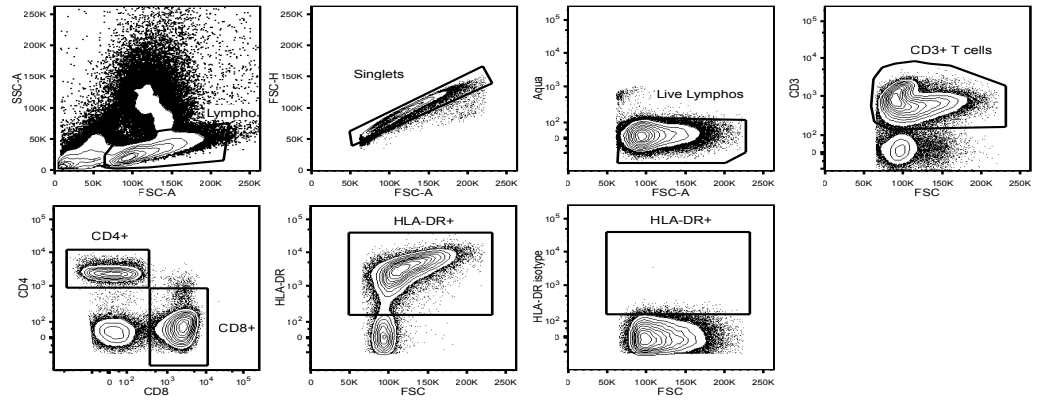 250K
200K
150K
100K
50K
0
SSC-A
Lympho.
0 50K 100K 150K 200K 250K
FSC-A
250K
200K
150K
100K
50K
0
FSC-H
Singlets
0 50K 100K 150K 200K 250K
FSC-A
10^5
10^4
10^3
10^2
0
Aqua
Live Lymphos
0 50K 100K 150K 200K 250K
FSC-A
10^5
10^4
10^3
10^2
0
CD3
CD3+ T cells
0 50K 100K 150K 200K 250K
FSC
10^5
10^4
10^3
10^2
0
CD4
CD4+
CD8+
0 10^2 10^3 10^4 10^5
CD8
10^5
10^4
10^3
10^2
0
HLA-DR
HLA-DR+
0 50K 100K 150K 200K 250K
FSC
10^5
10^4
10^3
10^2
0
HLA-DR isotype
HLA-DR+
0 50K 100K 150K 200K 250K
FSC